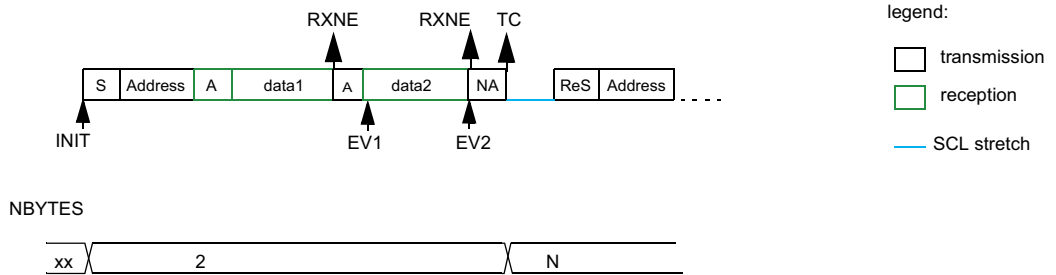 legend:
RXNE RXNE TC
transmission
S Address A data1 A data2 NA ReS Address
reception
INIT EV1 EV2
SCL stretch
NBYTES
xx 2 N